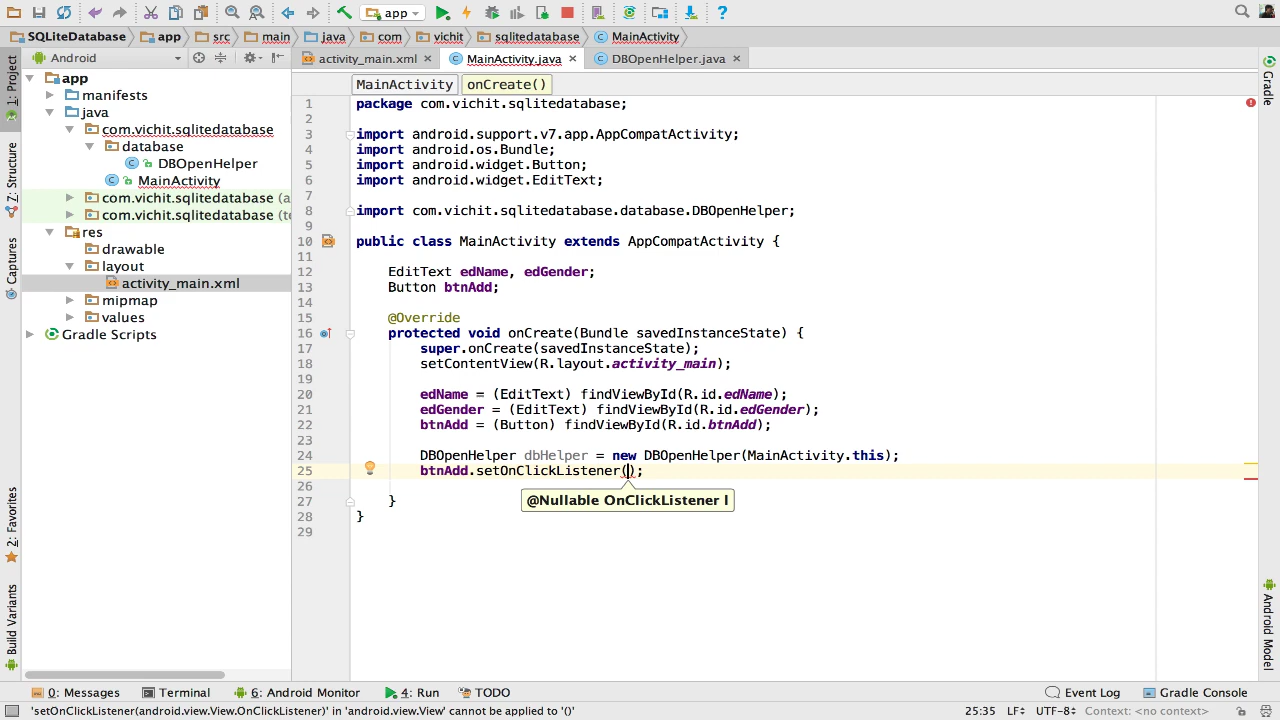 app
SQLiteDatabase app src main java com vichit sqlitedatabase MainActivity
Android
activity_main.xml MainActivity.java DBOpenHelper.java
MainActivity onCreate()
1: Project
Z: Structure
Captures
2: Favorites
Build Variants
app
manifests
java
com.vichit.sqlitedatabase
database
DBOpenHelper
MainActivity
com.vichit.sqlitedatabase (a
com.vichit.sqlitedatabase (te
res
drawable
layout
activity_main.xml
mipmap
values
Gradle Scripts
1 package com.vichit.sqlitedatabase;
2
3 import android.support.v7.app.AppCompatActivity;
4 import android.os.Bundle;
5 import android.widget.Button;
6 import android.widget.EditText;
7
8 import com.vichit.sqlitedatabase.database.DBOpenHelper;
9
10 public class MainActivity extends AppCompatActivity {
11
12 EditText edName, edGender;
13 Button btnAdd;
14
15 @Override
16 protected void onCreate(Bundle savedInstanceState) {
17 super.onCreate(savedInstanceState);
18 setContentView(R.layout.activity_main);
19
20 edName = (EditText) findViewById(R.id.edName);
21 edGender = (EditText) findViewById(R.id.edGender);
22 btnAdd = (Button) findViewById(R.id.btnAdd);
23
24 DBOpenHelper dbHelper = new DBOpenHelper(MainActivity.this);
25 btnAdd.setOnClickListener();
26
@Nullable OnClickListener l
27 }
28 }
29
Gradle
Android Model
0: Messages Terminal 6: Android Monitor 4: Run TODO Event Log Gradle Console
'setOnClickListener(android.view.View.OnClickListener)' in 'android.view.View' cannot be applied to '()' 25:35 LF÷ UTF-8÷ Context: <no context>